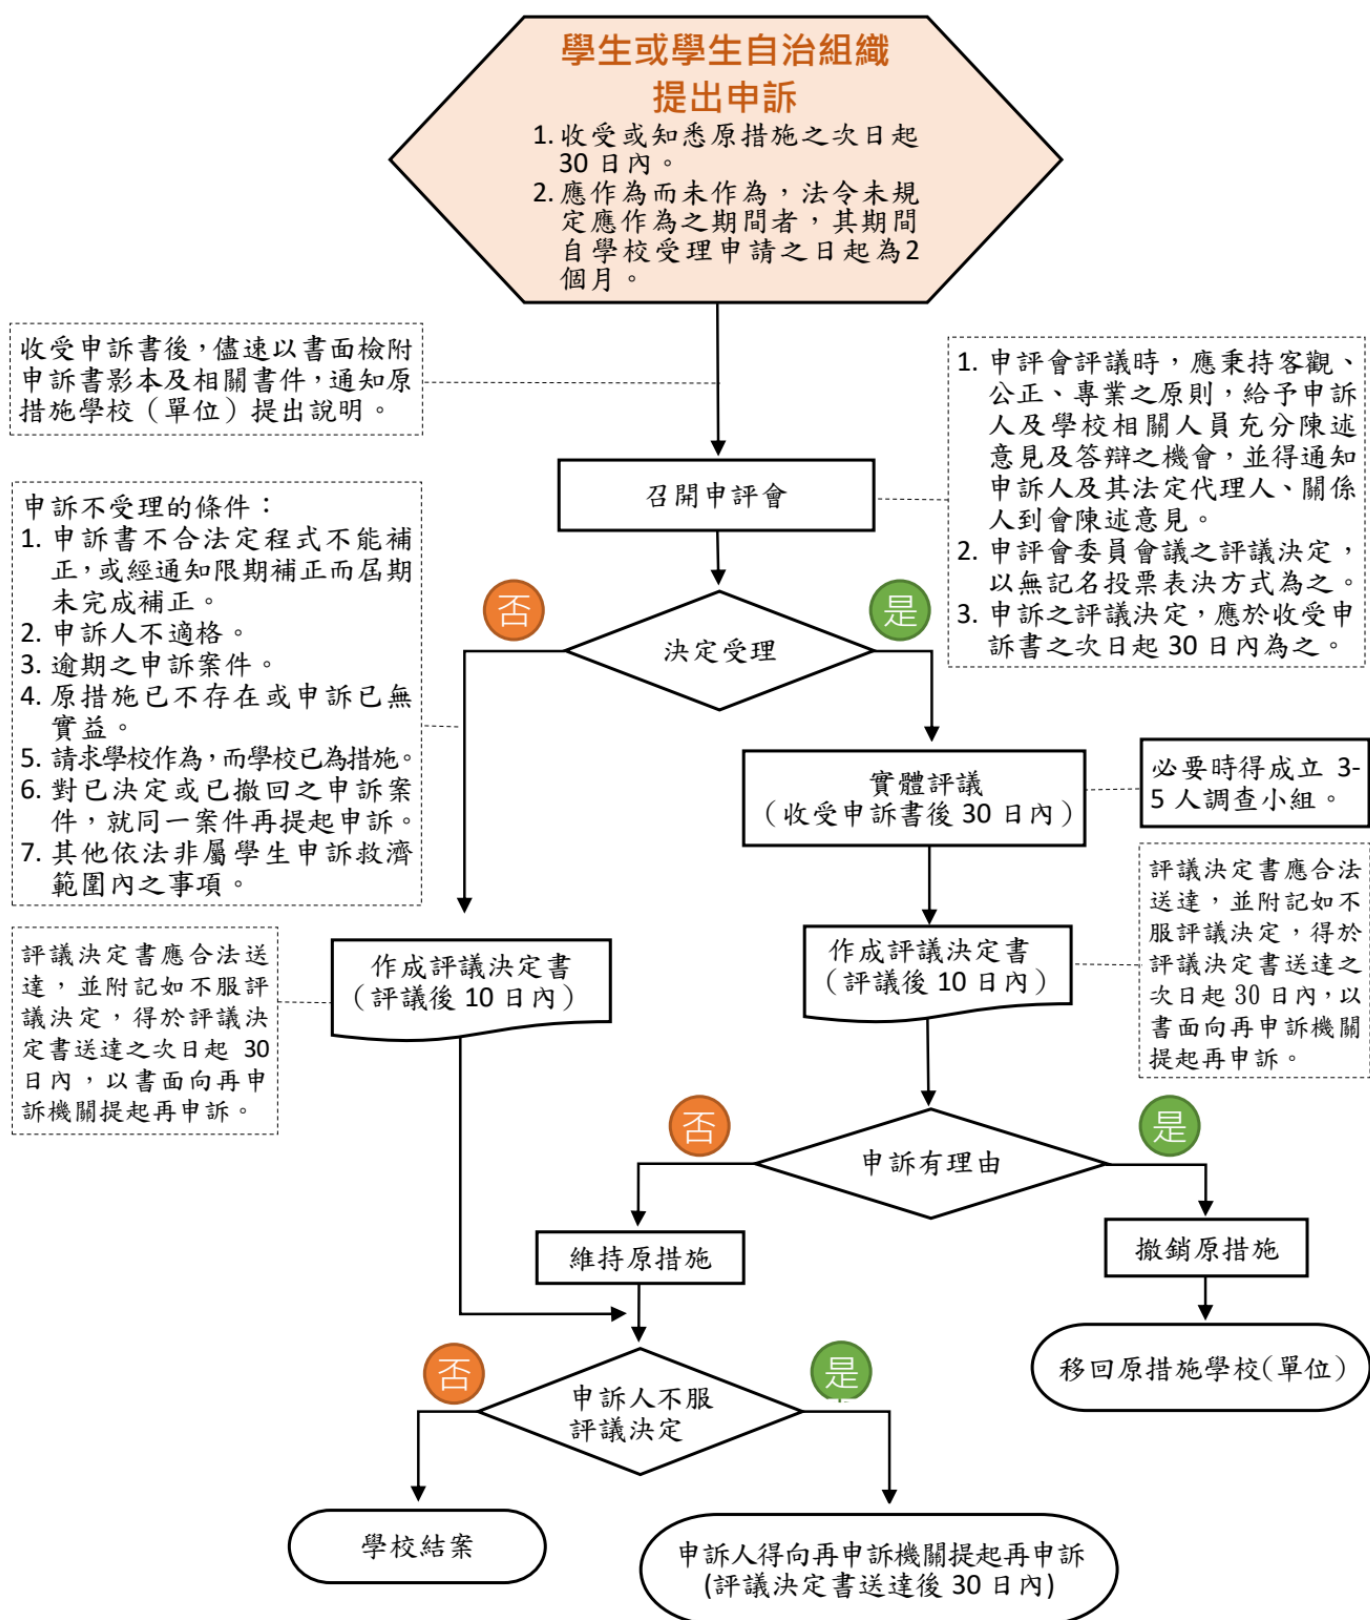 學生或學生自治組織
提出申訴
1. 收受或知悉原措施之次日起
30 日內。
2. 應作為而未作為，法令未規
定應作為之期間者，其期間
自學校受理申請之日起為2
個月。
收受申訴書後，儘速以書面檢附
申訴書影本及相關書件，通知原
措施學校（單位）提出說明。
1. 申評會評議時，應秉持客觀、
公正、專業之原則，給予申訴
人及學校相關人員充分陳述
意見及答辯之機會，並得通知
申訴人及其法定代理人、關係
人到會陳述意見。
2. 申評會委員會議之評議決定，
以無記名投票表決方式為之。
3. 申訴之評議決定，應於收受申
訴書之次日起 30 日內為之。
召開申評會
申訴不受理的條件：
1. 申訴書不合法定程式不能補
正，或經通知限期補正而屆期
未完成補正。
2. 申訴人不適格。
3. 逾期之申訴案件。
4. 原措施已不存在或申訴已無
實益。
5. 請求學校作為，而學校已為措施。
6. 對已決定或已撤回之申訴案
件，就同一案件再提起申訴。
7. 其他依法非屬學生申訴救濟
範圍內之事項。
否
是
決定受理
實體評議
（收受申訴書後 30 日內）
必要時得成立 3-
5 人調查小組。
評議決定書應合法送
達，並附記如不服評
議決定，得於評議決
定書送達之次日起 30
日內，以書面向再申
訴機關提起再申訴。
作成評議決定書
（評議後 10 日內）
作成評議決定書
（評議後 10 日內）
評議決定書應合法
送達，並附記如不
服評議決定，得於
評議決定書送達之
次日起 30 日內，以
書面向再申訴機關
提起再申訴。
否
是
申訴有理由
維持原措施
撤銷原措施
移回原措施學校(單位)
否
是
申訴人不服
評議決定
學校結案
申訴人得向再申訴機關提起再申訴
(評議決定書送達後 30 日內)